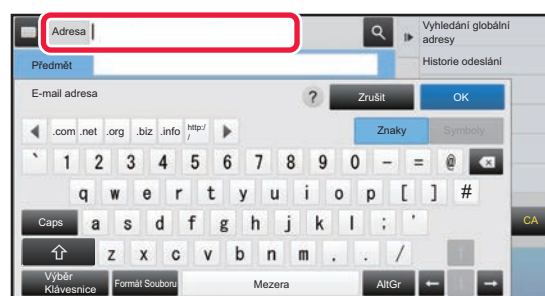 Adresa
Vyhledání globální
adresy
Předmět
Historie odeslání
E-mail adresa
?
Zrušit
OK
.com .net .org .biz .info http:/
/
Znaky
Symboly
` 1 2 3 4 5 6 7 8 9 0 - = @
q w e r t y u i o p [ ] #
Caps a s d f g h j k l ; '
CA
z x c v b n m . . /
Výběr
Klávesnice
Formát Souboru
Mezera
AltGr